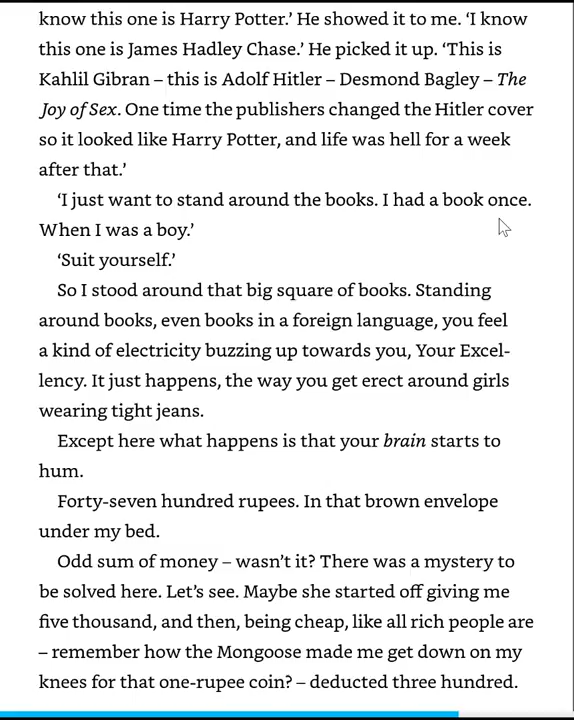 know this one is Harry Potter.’ He showed it to me. ‘I know
this one is James Hadley Chase.’ He picked it up. ‘This is
Kahlil Gibran – this is Adolf Hitler – Desmond Bagley – The
Joy of Sex. One time the publishers changed the Hitler cover
so it looked like Harry Potter, and life was hell for a week
after that.’
‘I just want to stand around the books. I had a book once.
When I was a boy.’
‘Suit yourself.’
So I stood around that big square of books. Standing
around books, even books in a foreign language, you feel
a kind of electricity buzzing up towards you, Your Excel-
lency. It just happens, the way you get erect around girls
wearing tight jeans.
Except here what happens is that your brain starts to
hum.
Forty-seven hundred rupees. In that brown envelope
under my bed.
Odd sum of money – wasn’t it? There was a mystery to
be solved here. Let’s see. Maybe she started off giving me
five thousand, and then, being cheap, like all rich people are
– remember how the Mongoose made me get down on my
knees for that one-rupee coin? – deducted three hundred.